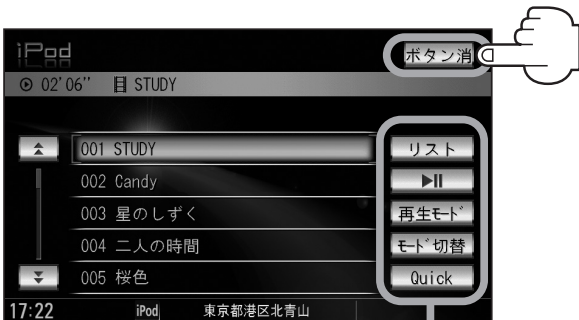 iPod
ボタン消
02'06'' STUDY
001 STUDY
リスト
002 Candy
003 星のしずく
再生モード
004 二人の時間
モード切替
005 桜色
Quick
17:22 iPod 東京都港区北青山